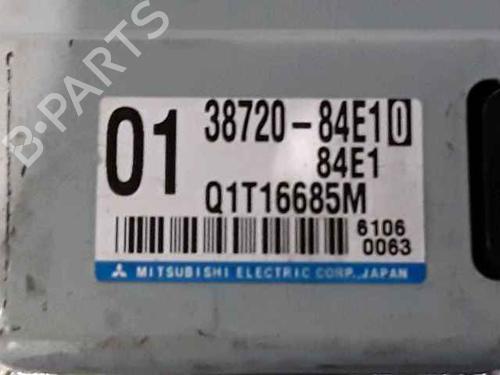 B-PARTS
01
38720-84E10
84E1
Q1T16685M
6106
0063
MITSUBISHI ELECTRIC CORP., JAPAN